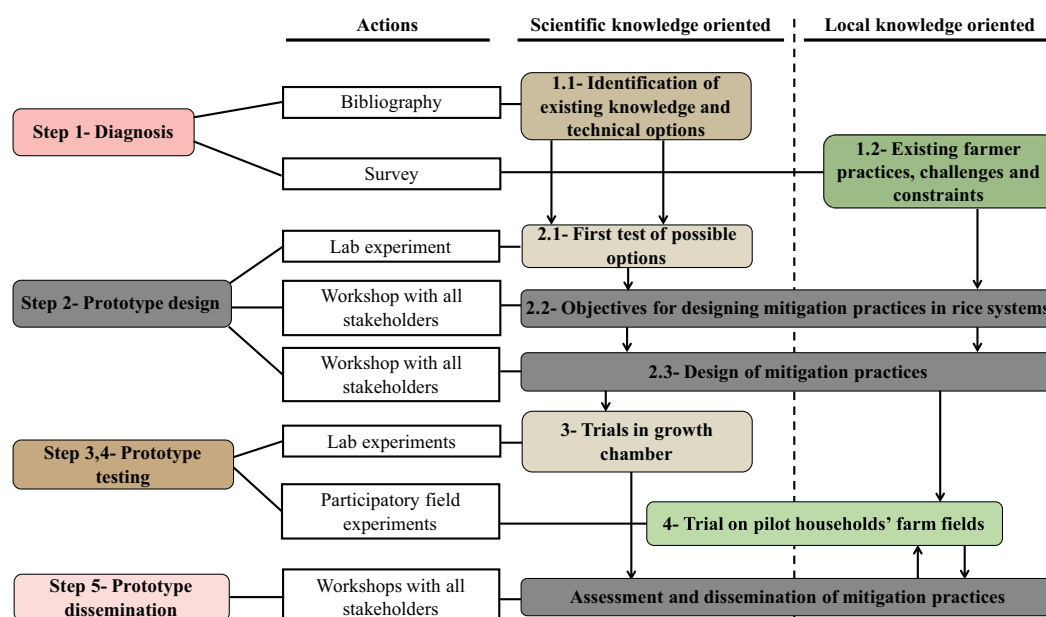 Actions
Scientific knowledge oriented
Local knowledge oriented
Step 1- Diagnosis
Bibliography
1.1- Identification of
existing knowledge and
technical options
Survey
1.2- Existing farmer
practices, challenges and
constraints
Step 2- Prototype design
Lab experiment
2.1- First test of possible
options
Workshop with all
stakeholders
2.2- Objectives for designing mitigation practices in rice systems
Workshop with all
stakeholders
2.3- Design of mitigation practices
Step 3,4- Prototype
testing
Lab experiments
3- Trials in growth
chamber
Participatory field
experiments
4- Trial on pilot households’ farm fields
Step 5- Prototype
dissemination
Workshops with all
stakeholders
Assessment and dissemination of mitigation practices